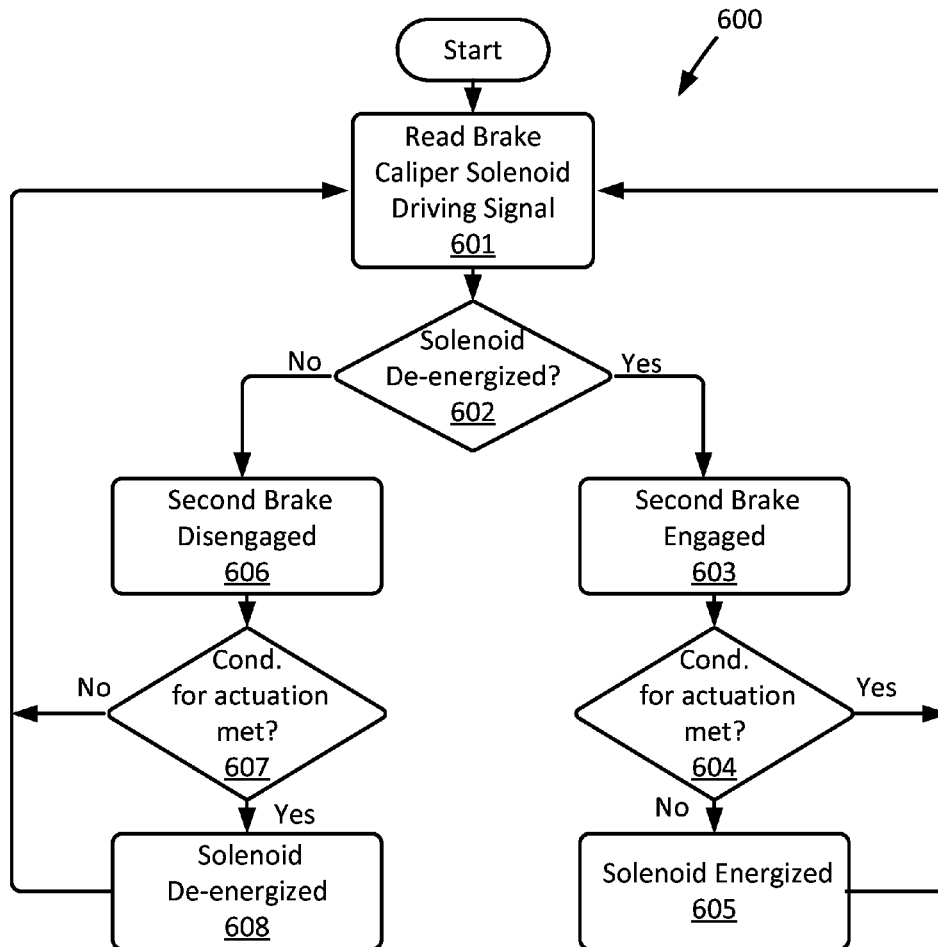 600
Start
Read Brake
Caliper Solenoid
Driving Signal
601
Solenoid
De-energized?
602
No
Yes
Second Brake
Disengaged
606
Second Brake
Engaged
603
Cond.
for actuation
met?
607
No
Yes
Cond.
for actuation
met?
604
Yes
No
Solenoid
De-energized
608
Solenoid Energized
605